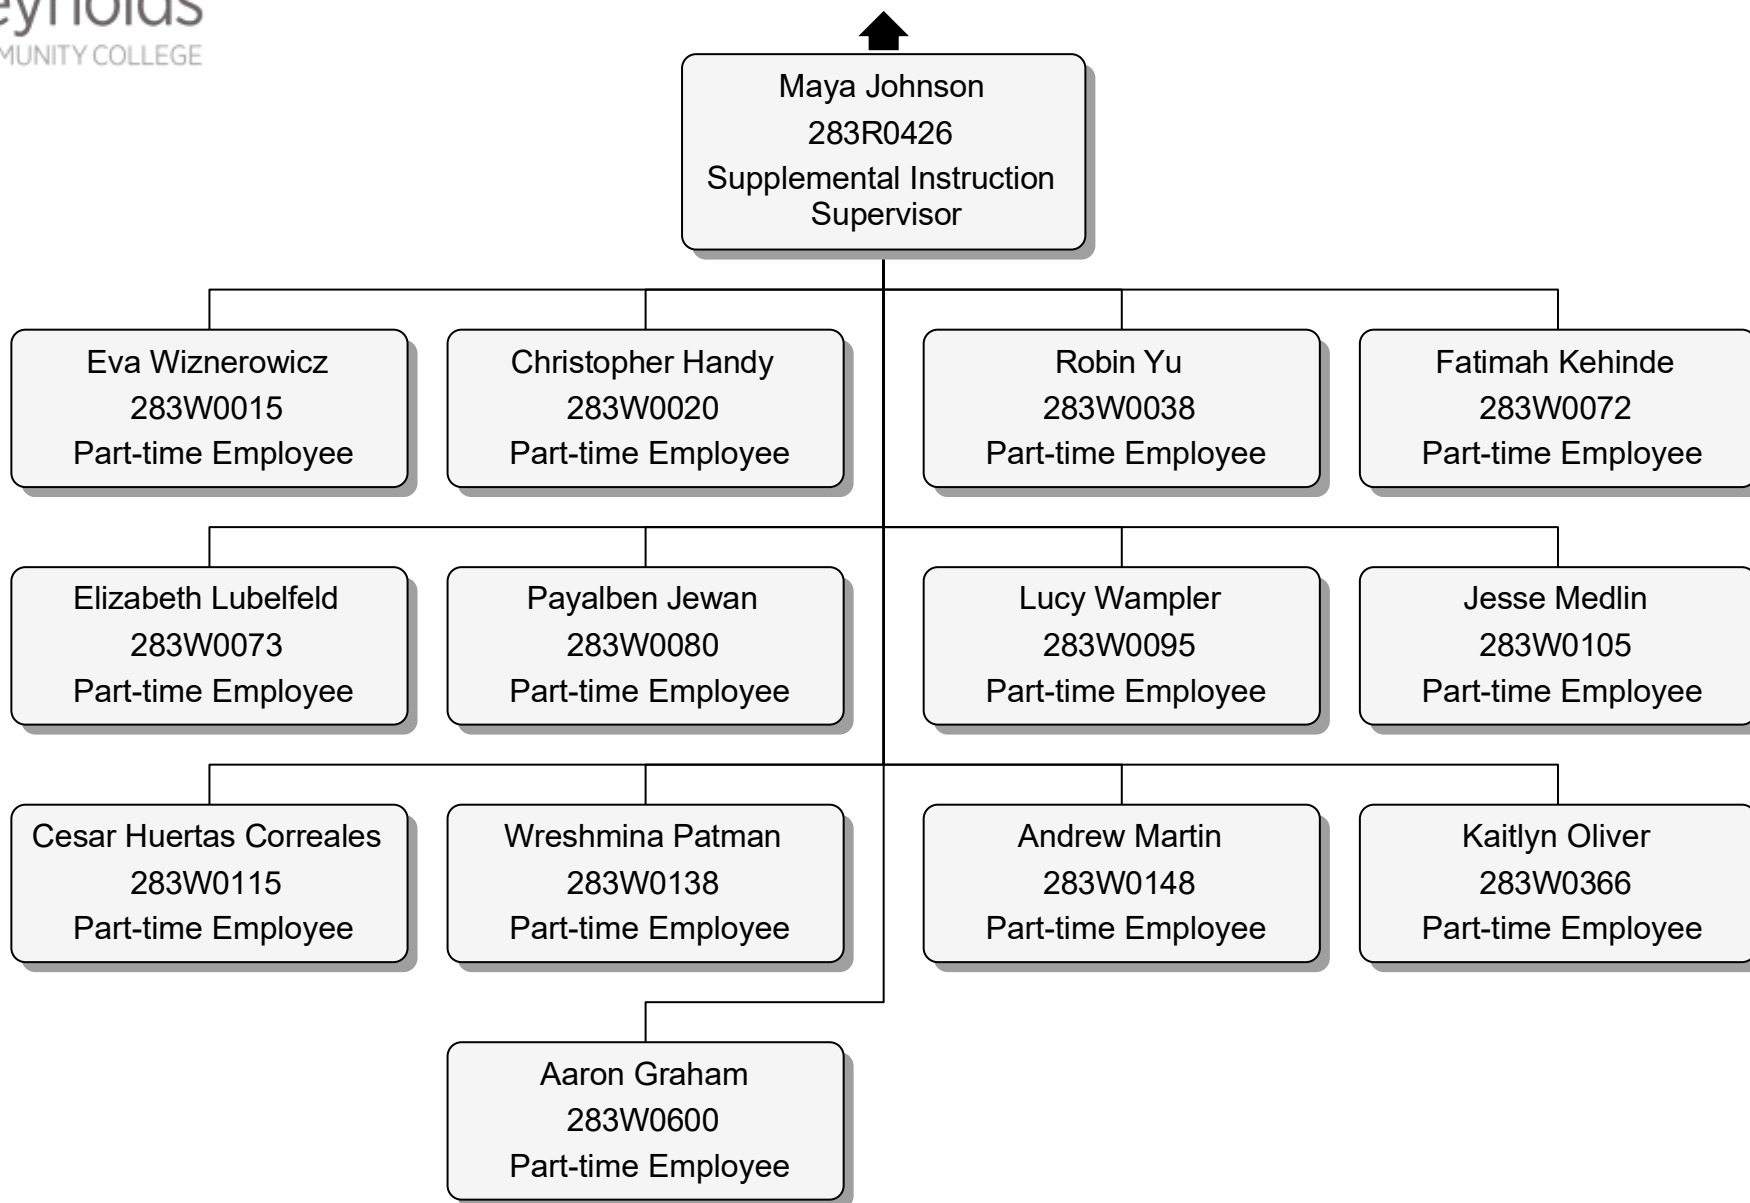 eynolds
MUNITY COLLEGE
Maya Johnson
283R0426
Supplemental Instruction
Supervisor
Eva Wiznerowicz
283W0015
Part-time Employee
Christopher Handy
283W0020
Part-time Employee
Robin Yu
283W0038
Part-time Employee
Fatimah Kehinde
283W0072
Part-time Employee
Elizabeth Lubelfeld
283W0073
Part-time Employee
Payalben Jewan
283W0080
Part-time Employee
Lucy Wampler
283W0095
Part-time Employee
Jesse Medlin
283W0105
Part-time Employee
Cesar Huertas Correales
283W0115
Part-time Employee
Wreshmina Patman
283W0138
Part-time Employee
Andrew Martin
283W0148
Part-time Employee
Kaitlyn Oliver
283W0366
Part-time Employee
Aaron Graham
283W0600
Part-time Employee